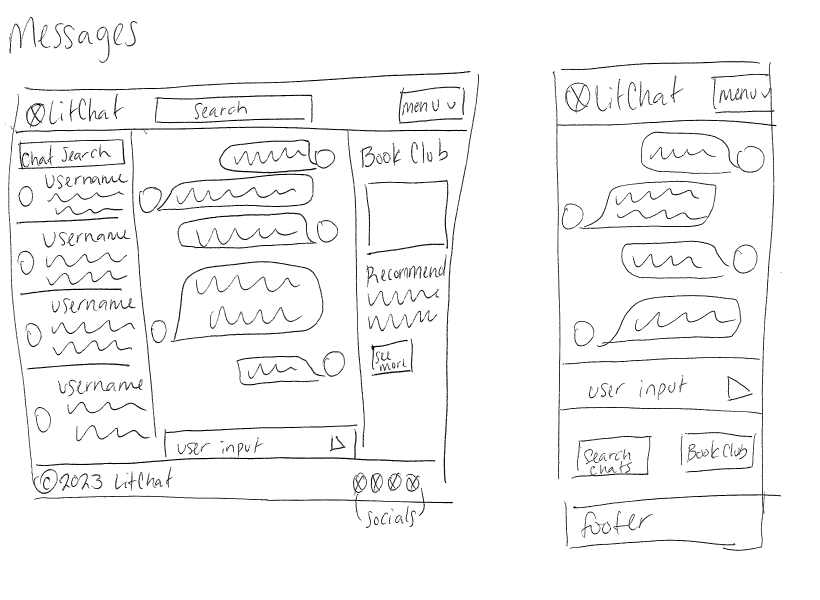 Messages
LitChat
Search
menu
Chat Search
Username
Username
Username
Username
Book Club
Recommend
See
more
user input
© 2023 LitChat
socials
LitChat
menu
user input
Search
chats
Book Club
footer